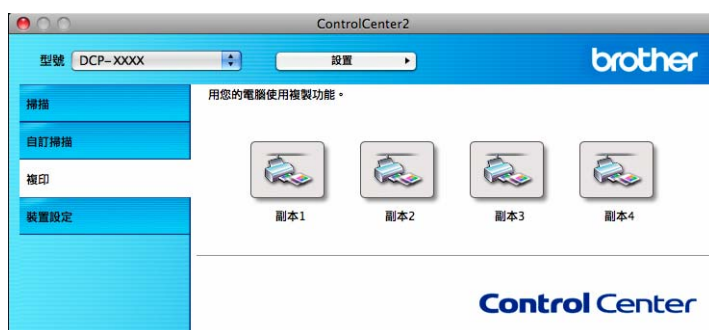 ControlCenter2
型號 DCP-XXXX 設置 brother
掃描
自訂掃描
複印
裝置設定
用您的電腦使用複製功能。
副本1 副本2 副本3 副本4
Control Center